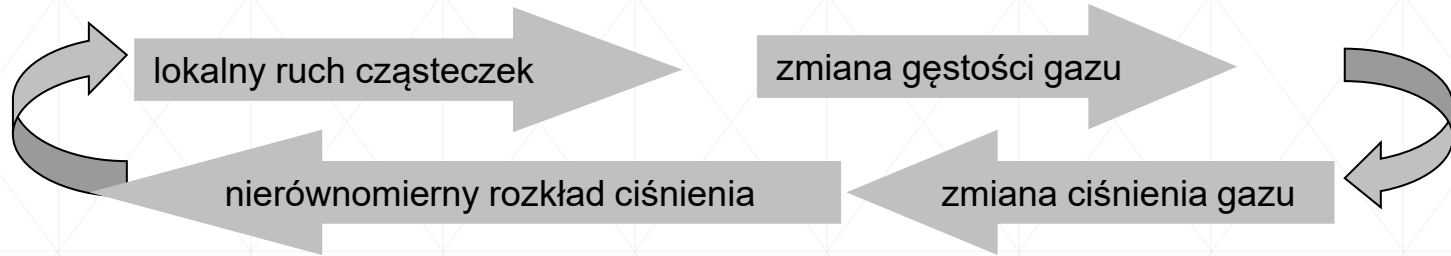 lokalny ruch cząsteczek
zmiana gęstości gazu
nierównomierny rozkład ciśnienia
zmiana ciśnienia gazu